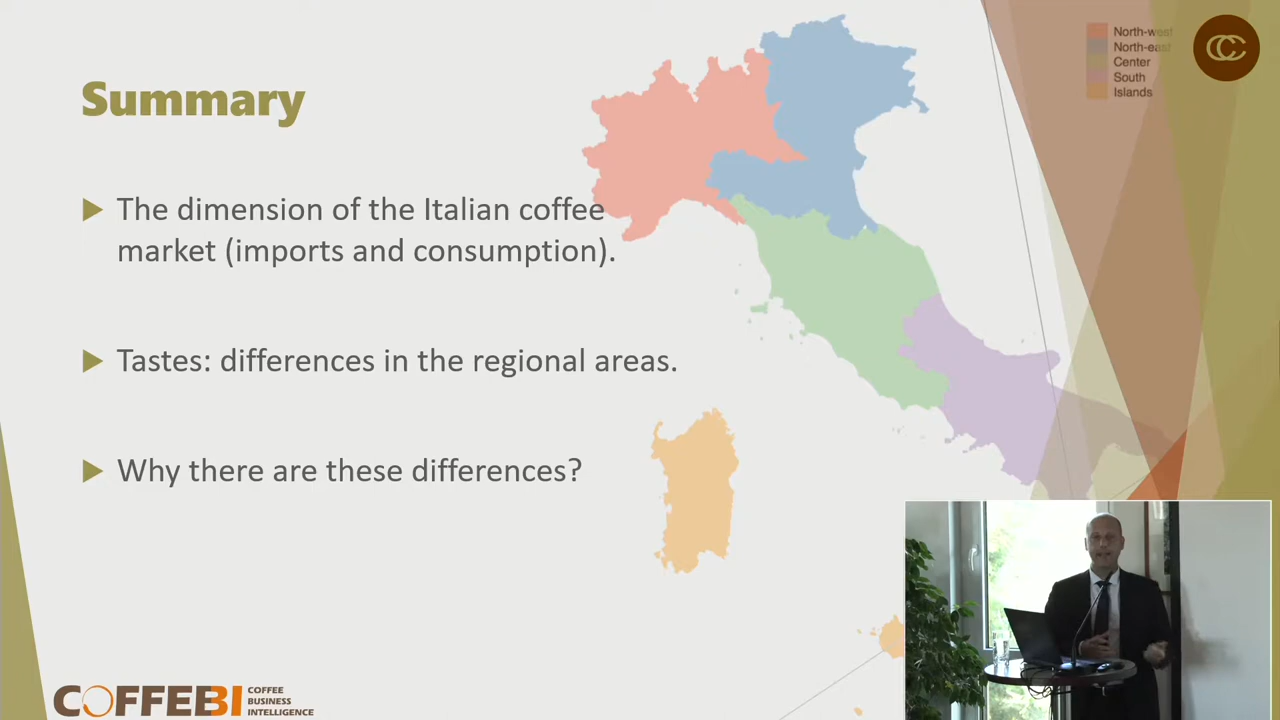 Summary
The dimension of the Italian coffee
market (imports and consumption).
Tastes: differences in the regional areas.
Why there are these differences?
North-west
North-east
Center
South
Islands
CC
COFFEBI
COFFEE
BUSINESS
INTELLIGENCE